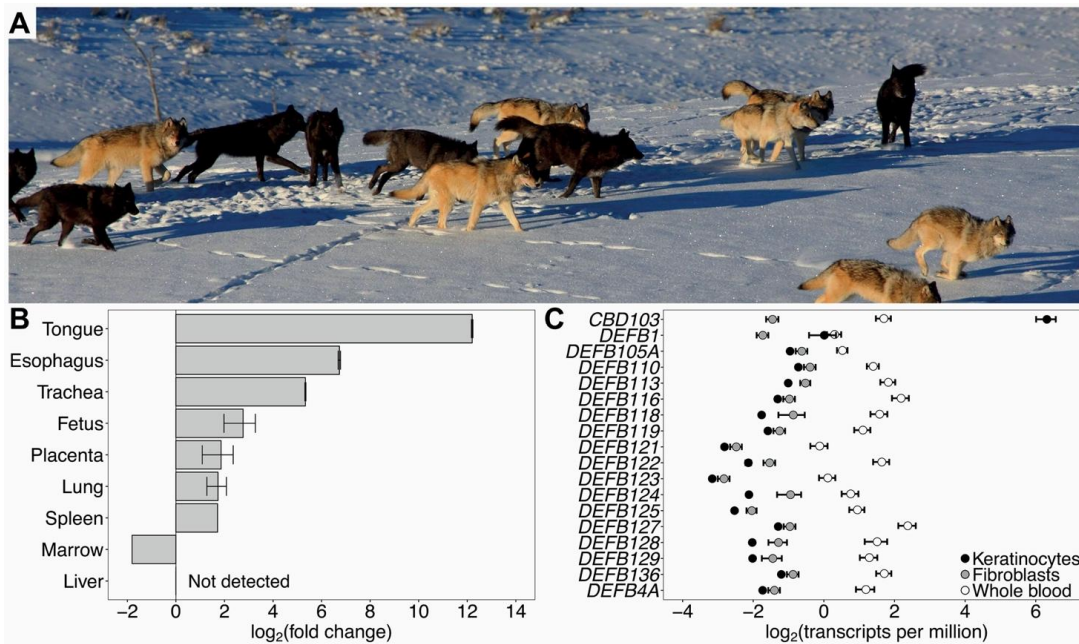 A
B
Tongue
Esophagus
Trachea
Fetus
Placenta
Lung
Spleen
Marrow
Liver
Not detected
−2 0 2 4 6 8 10 12 14
log₂(fold change)
C
CBD103
DEFB1
DEFB105A
DEFB110
DEFB113
DEFB116
DEFB118
DEFB119
DEFB121
DEFB122
DEFB123
DEFB124
DEFB125
DEFB127
DEFB128
DEFB129
DEFB136
DEFB4A
Keratinocytes
Fibroblasts
Whole blood
−4 −2 0 2 4 6
log₂(transcripts per million)